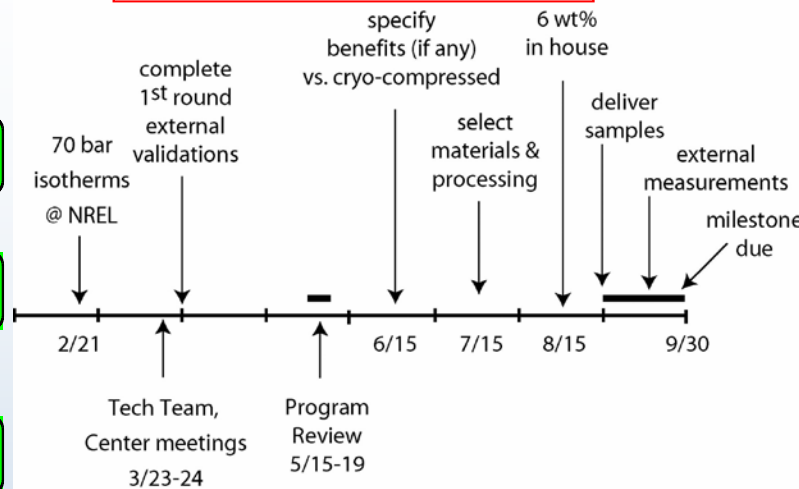 70 bar
isotherms
@ NREL
complete
1st round
external
validations
specify
benefits (if any)
vs. cryo-compressed
select
materials &
processing
6 wt%
in house
deliver
samples
external
measurements
milestone
due
2/21
6/15
7/15
8/15
9/30
Tech Team,
Center meetings
3/23-24
Program
Review
5/15-19